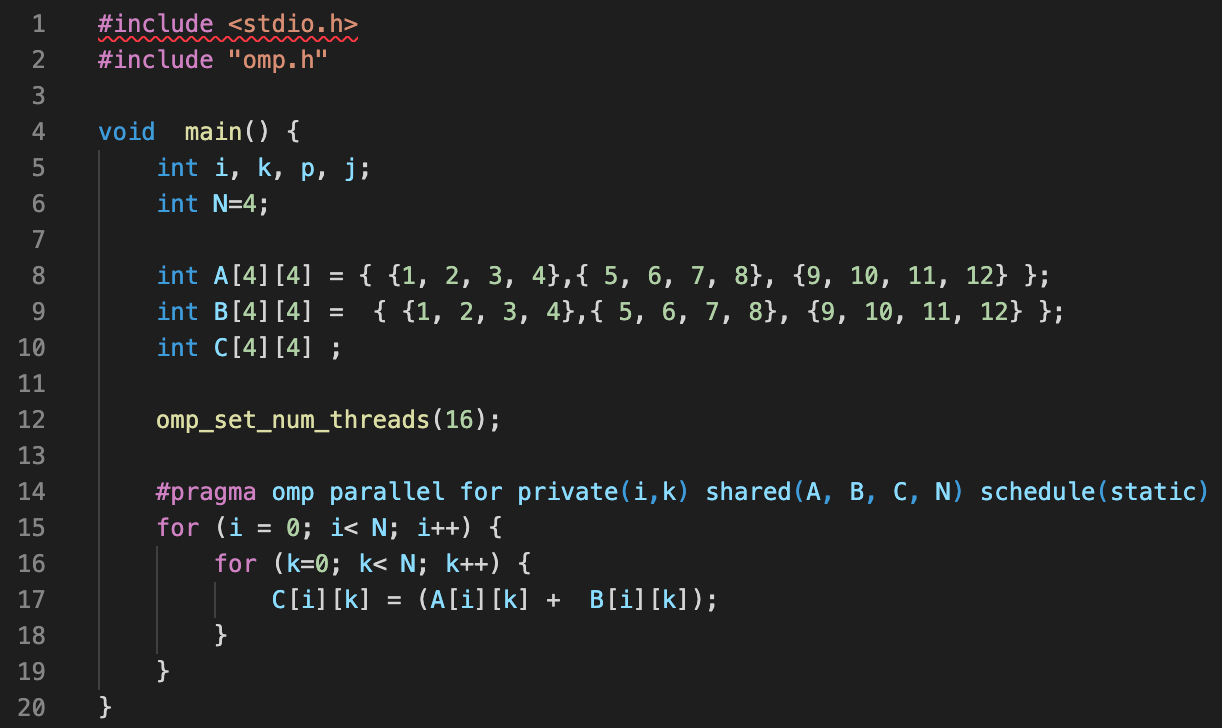 1 #include <stdio.h>
2 #include "omp.h"
3
4 void  main() {
5     int i, k, p, j;
6     int N=4;
7
8     int A[4][4] = { {1, 2, 3, 4},{ 5, 6, 7, 8}, {9, 10, 11, 12} };
9     int B[4][4] =  { {1, 2, 3, 4},{ 5, 6, 7, 8}, {9, 10, 11, 12} };
10     int C[4][4] ;
11
12     omp_set_num_threads(16);
13
14     #pragma omp parallel for private(i,k) shared(A, B, C, N) schedule(static)
15     for (i = 0; i< N; i++) {
16         for (k=0; k< N; k++) {
17             C[i][k] = (A[i][k] +  B[i][k]);
18         }
19     }
20 }